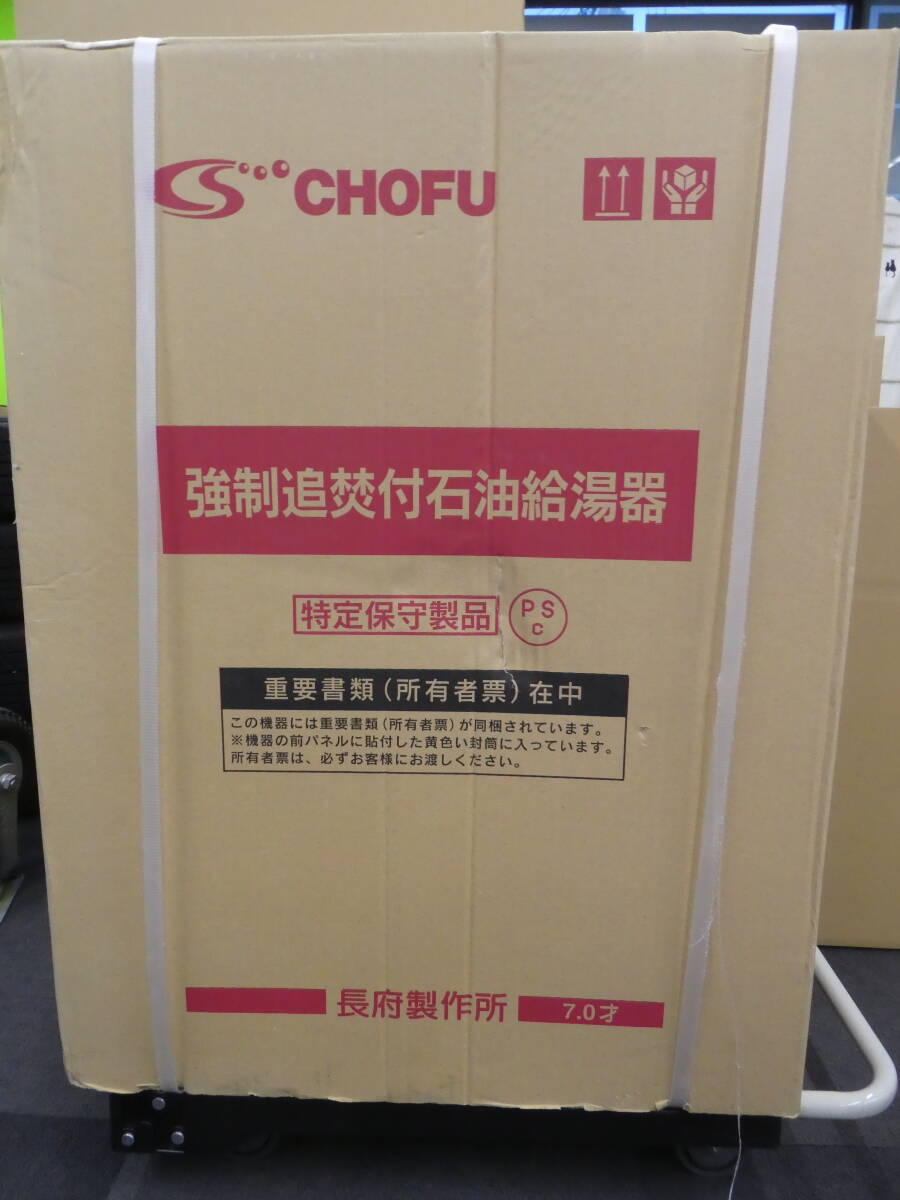 CHOFU
強制追焚付石油給湯器
特定保守製品 PSC
重要書類(所有者票)在中
この機器には重要書類(所有者票)が同梱されています。
※機器の前パネルに貼付した黄色い封筒に入っています。
所有者票は、必ずお客様にお渡しください。
長府製作所 7.0才